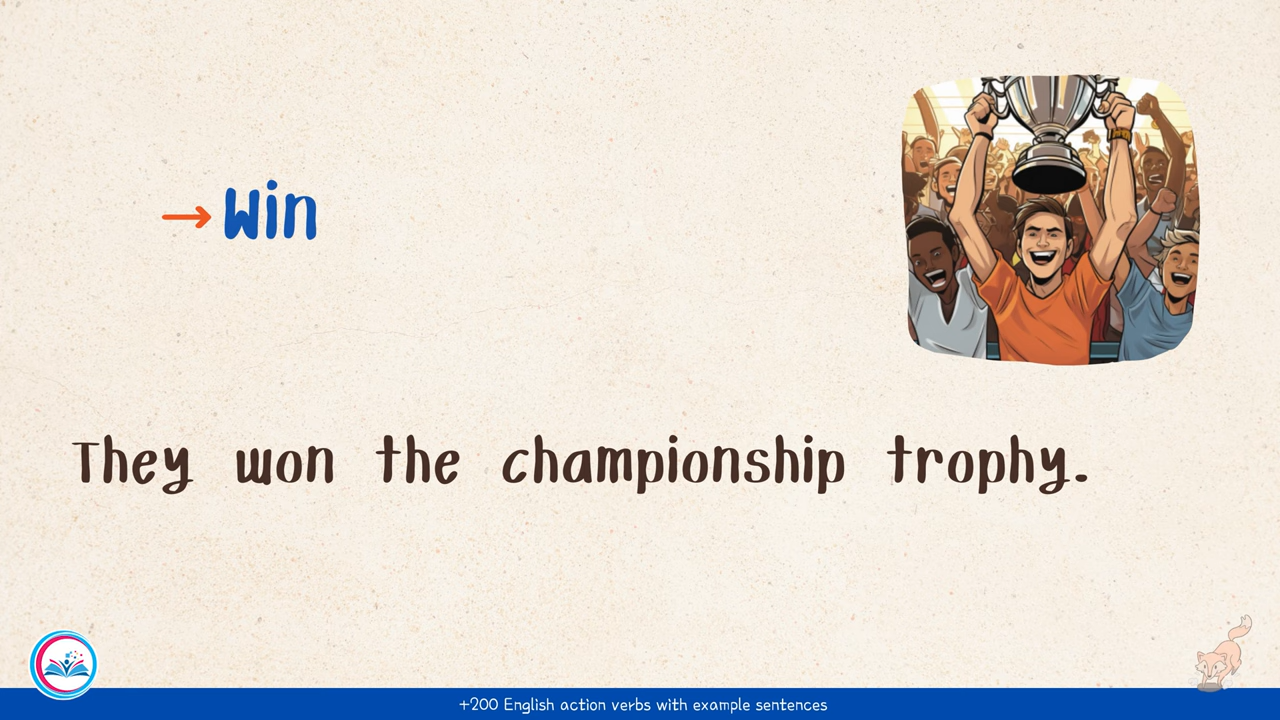 → Win
They won the championship trophy.
+200 English action verbs with example sentences